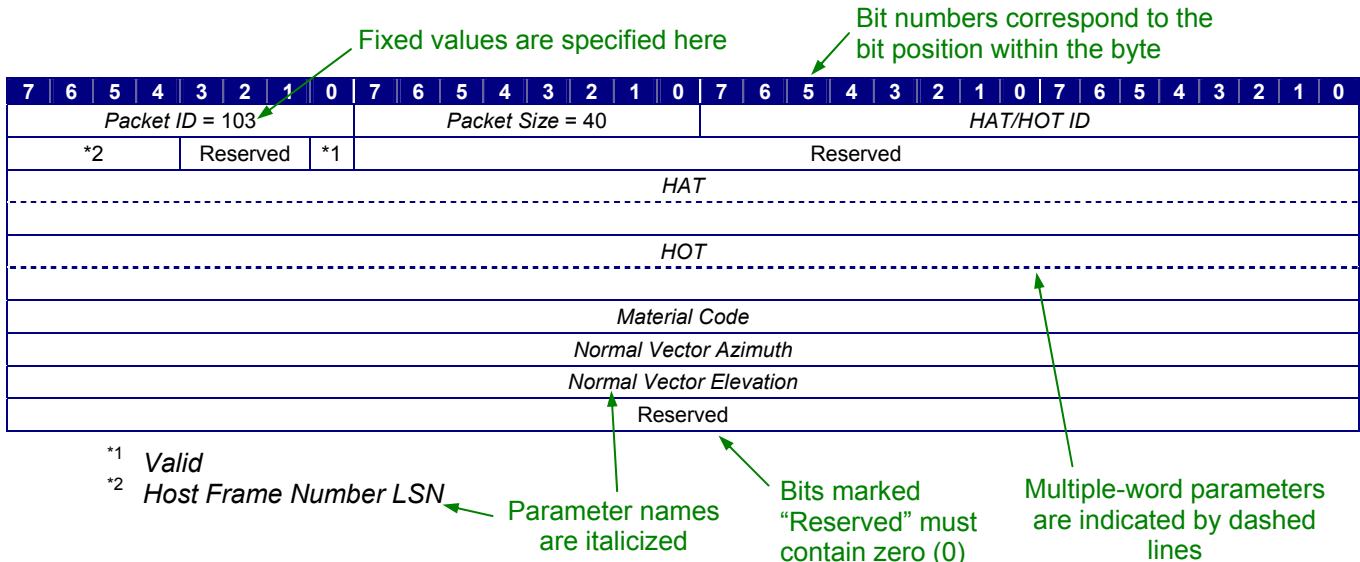 Fixed values are specified here
Bit numbers correspond to the
bit position within the byte
7 6 5 4 3 2 1 0 7 6 5 4 3 2 1 0 7 6 5 4 3 2 1 0 7 6 5 4 3 2 1 0
Packet ID = 103 Packet Size = 40 HAT/HOT ID
*2 Reserved *1 Reserved
HAT
HOT
Material Code
Normal Vector Azimuth
Normal Vector Elevation
Reserved
*1 Valid
*2 Host Frame Number LSN
Parameter names
are italicized
Bits marked
“Reserved” must
contain zero (0)
Multiple-word parameters
are indicated by dashed
lines